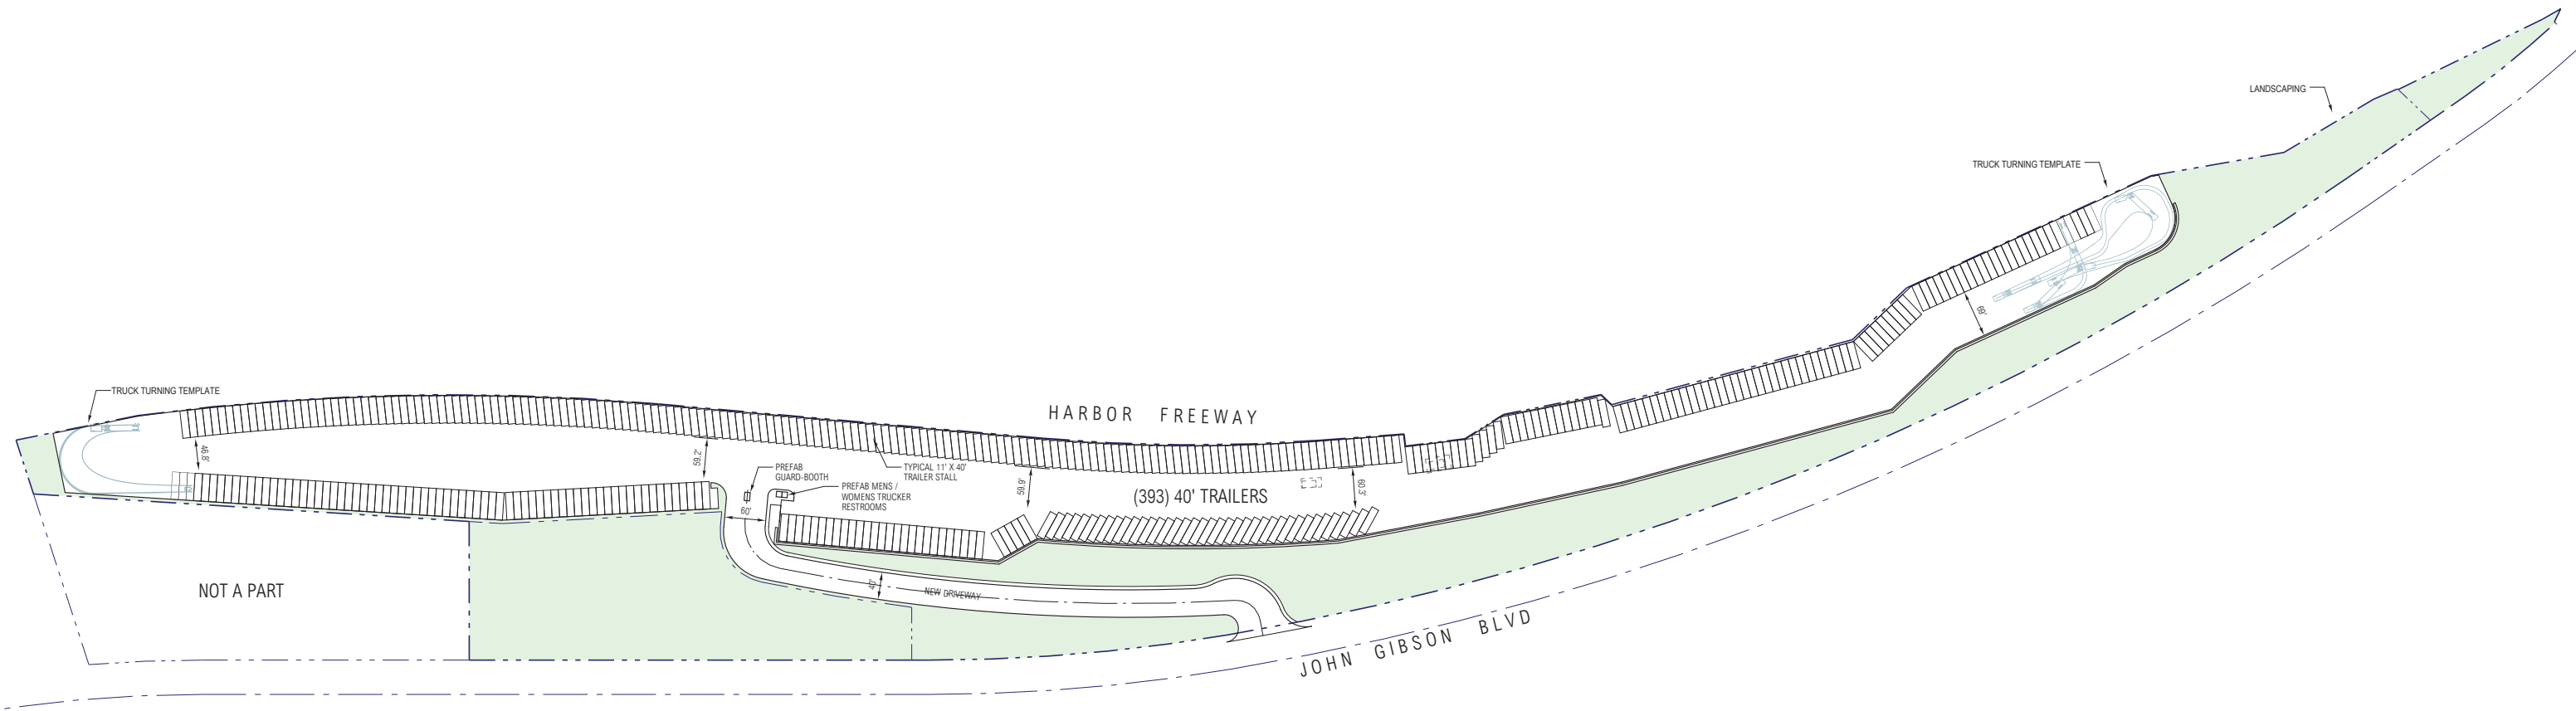 LANDSCAPING
TRUCK TURNING TEMPLATE
69'
TRUCK TURNING TEMPLATE
HARBOR FREEWAY
46.8'
59.2'
PREFAB
GUARD-BOOTH
TYPICAL 11' X 40'
TRAILER STALL
PREFAB MENS /
WOMENS TRUCKER
RESTROOMS
59.9'
(393) 40' TRAILERS
60.3'
60'
40'
NEW DRIVEWAY
NOT A PART
JOHN GIBSON BLVD